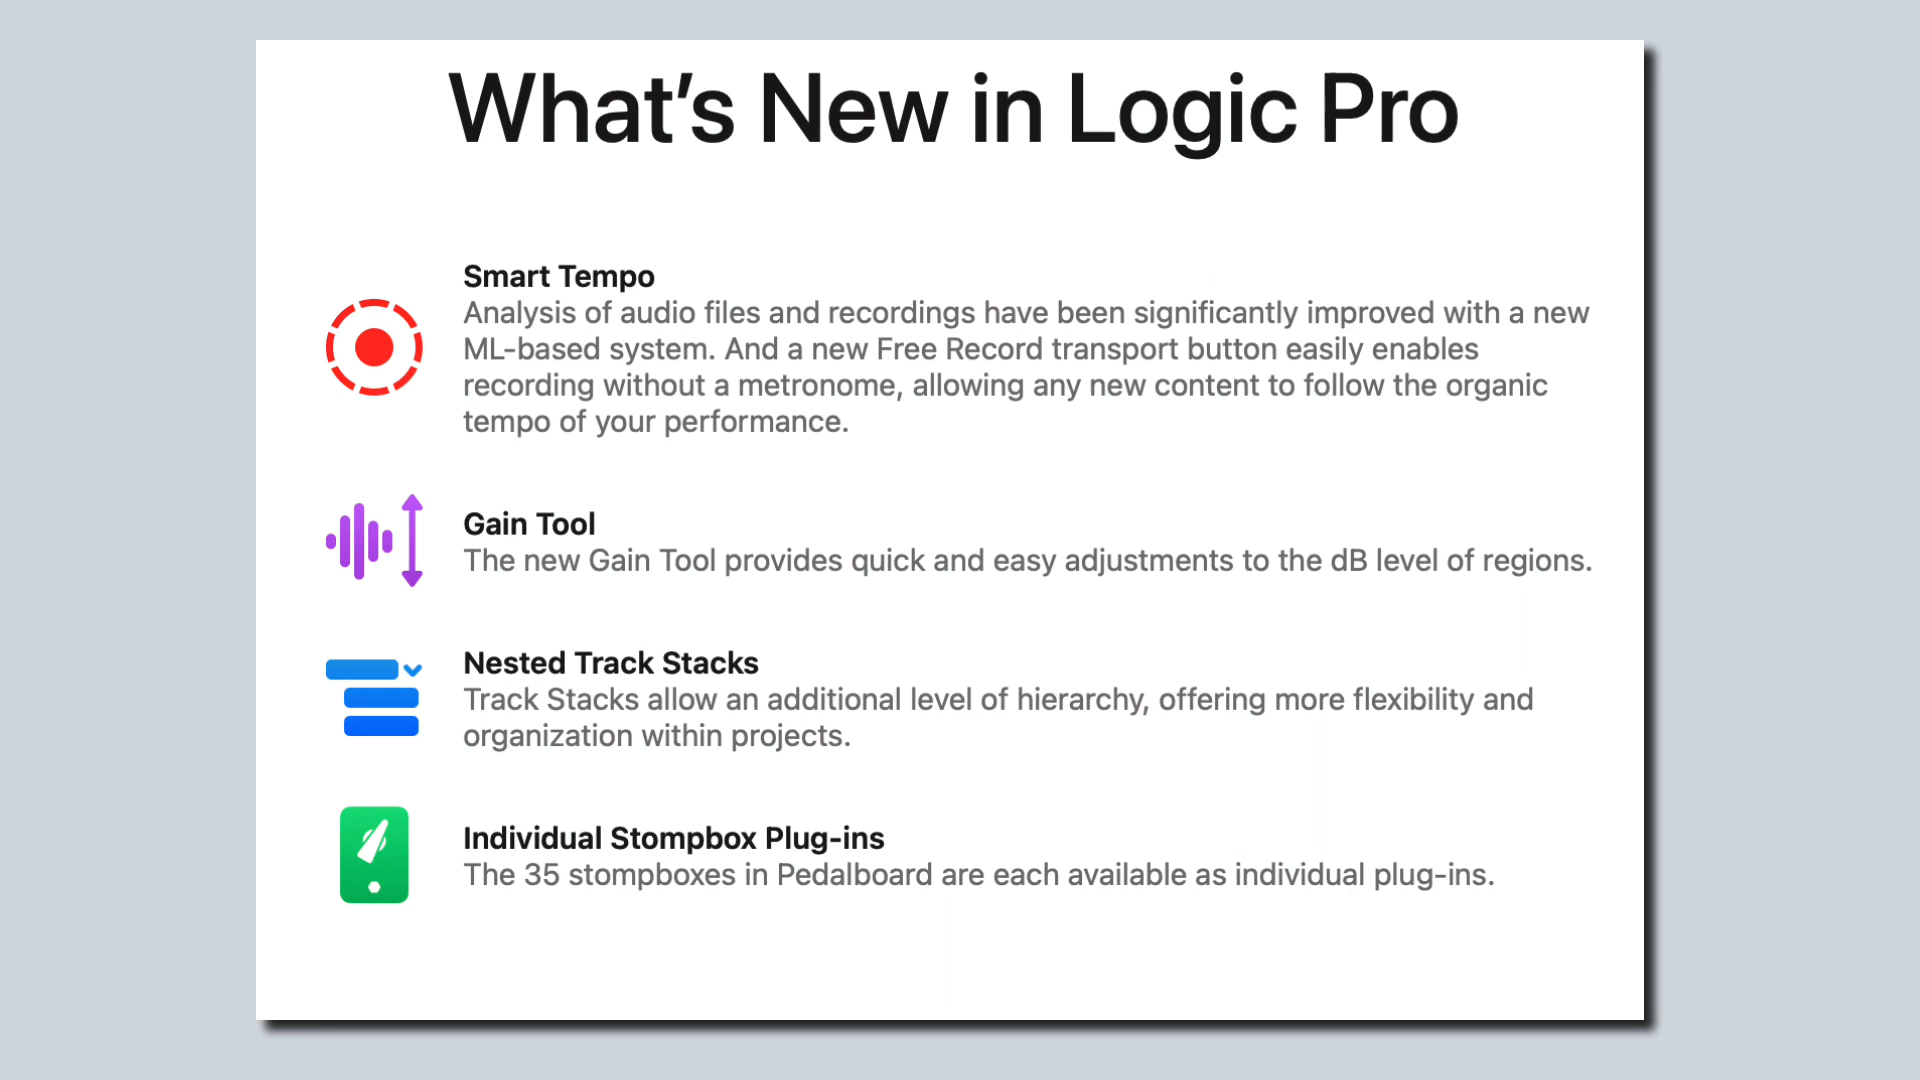 What’s New in Logic Pro
Smart Tempo
Analysis of audio files and recordings have been significantly improved with a new
ML-based system. And a new Free Record transport button easily enables
recording without a metronome, allowing any new content to follow the organic
tempo of your performance.
Gain Tool
The new Gain Tool provides quick and easy adjustments to the dB level of regions.
Nested Track Stacks
Track Stacks allow an additional level of hierarchy, offering more flexibility and
organization within projects.
Individual Stompbox Plug-ins
The 35 stompboxes in Pedalboard are each available as individual plug-ins.